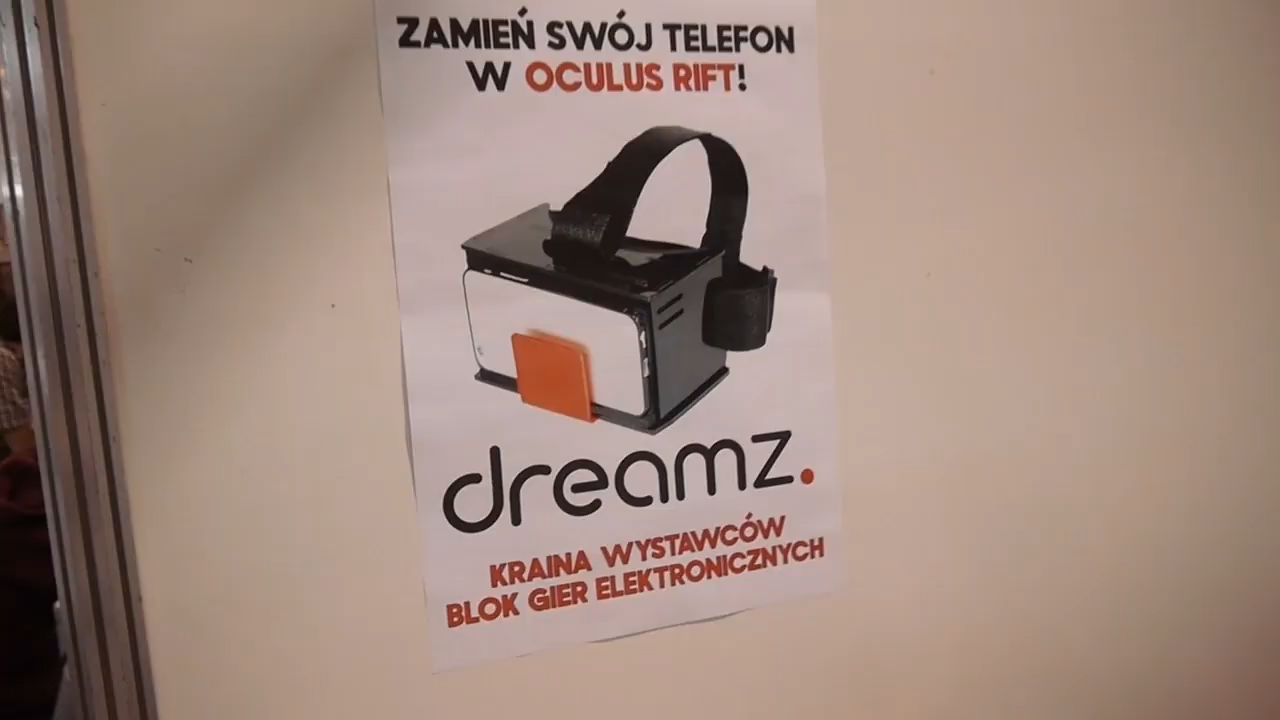 ZAMIEŃ SWÓJ TELEFON
W OCULUS RIFT!
dreamz.
KRAINA WYSTAWCÓW
BLOK GIER ELEKTRONICZNYCH